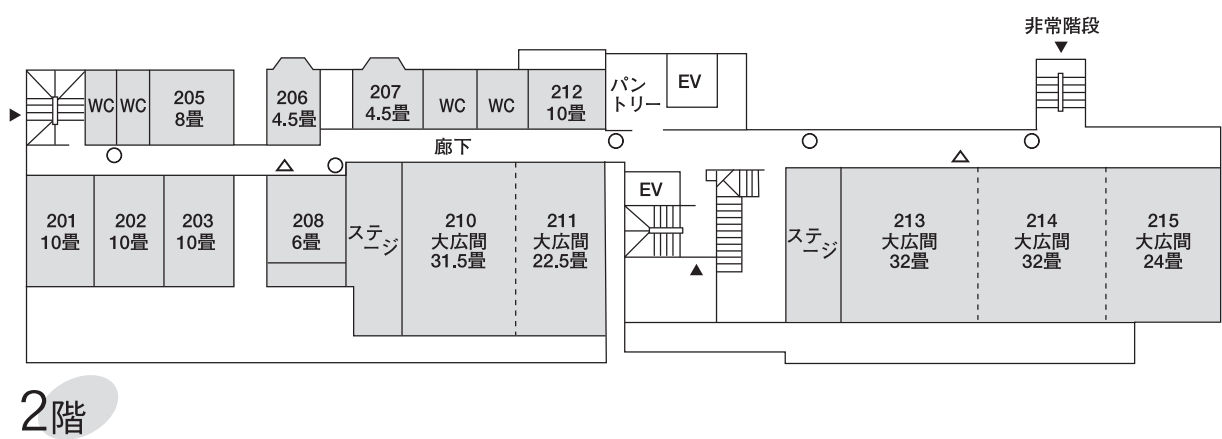 非常階段
WC
WC
205
8畳
206
4.5畳
207
4.5畳
WC
WC
212
10畳
パン
トリー
EV
廊下
201
10畳
202
10畳
203
10畳
208
6畳
ステ
ージ
210
大広間
31.5畳
211
大広間
22.5畳
EV
ステ
ージ
213
大広間
32畳
214
大広間
32畳
215
大広間
24畳
2階